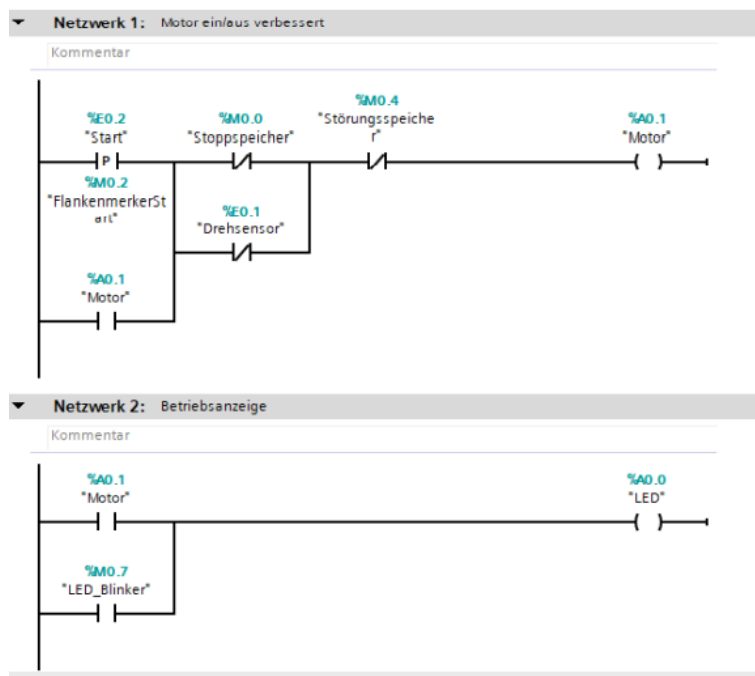 Netzwerk 1: Motor ein/aus verbessert
Kommentar
%E0.2
"Start"
P
%M0.2
"FlankenmerkerSt
art"
%A0.1
"Motor"
%M0.0
"Stoppspeicher"
%E0.1
"Drehsensor"
%M0.4
"Störungsspeiche
r"
%A0.1
"Motor"
Netzwerk 2: Betriebsanzeige
Kommentar
%A0.1
"Motor"
%M0.7
"LED_Blinker"
%A0.0
"LED"